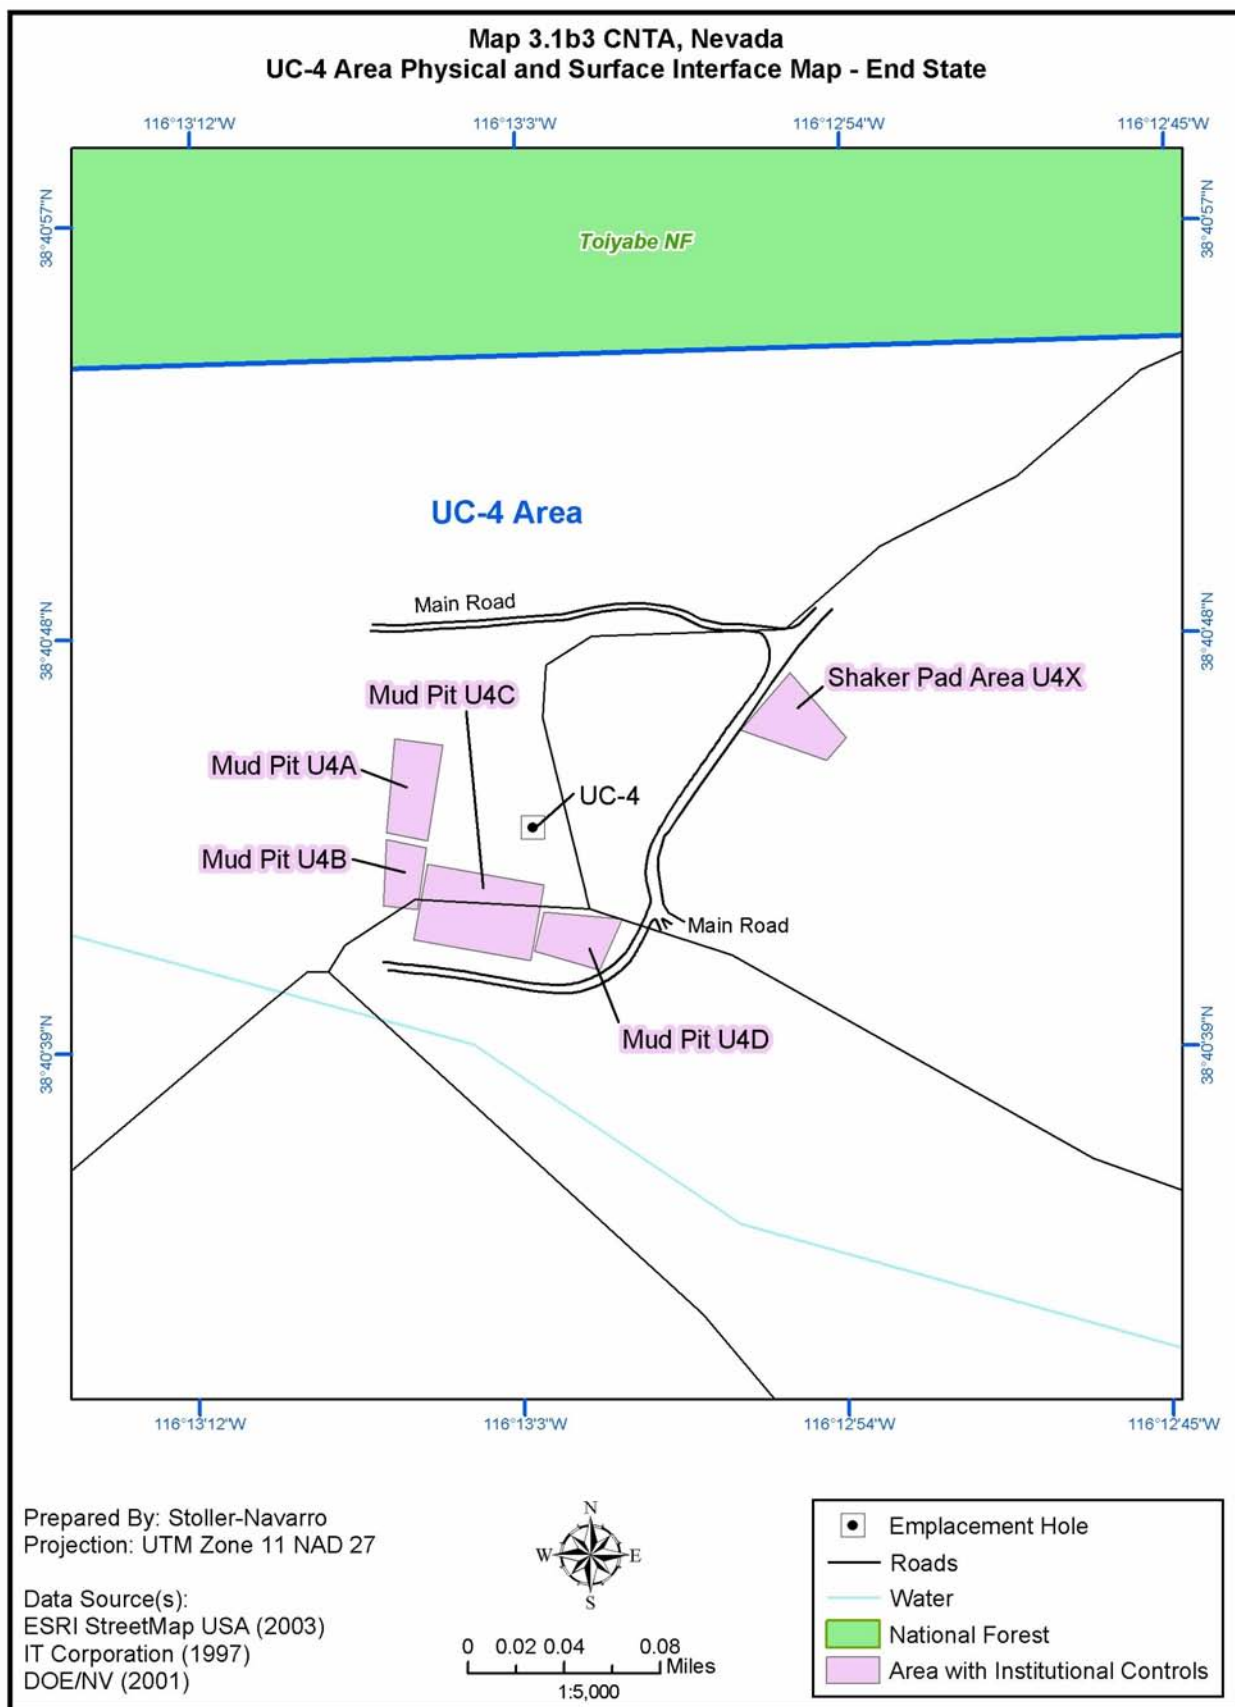 Map 3.1b3 CNTA, Nevada
UC-4 Area Physical and Surface Interface Map - End State
116°13'12"W
116°13'3"W
116°12'54"W
116°12'45"W
38°40'57"N
38°40'57"N
Toiyabe NF
UC-4 Area
Main Road
38°40'48"N
38°40'48"N
Shaker Pad Area U4X
Mud Pit U4C
Mud Pit U4A
UC-4
Mud Pit U4B
Main Road
Mud Pit U4D
38°40'39"N
38°40'39"N
116°13'12"W
116°13'3"W
116°12'54"W
116°12'45"W
Prepared By: Stoller-Navarro
Projection: UTM Zone 11 NAD 27
Data Source(s):
ESRI StreetMap USA (2003)
IT Corporation (1997)
DOE/NV (2001)
N
W
E
S
0 0.02 0.04 0.08
Miles
1:5,000
Emplacement Hole
Roads
Water
National Forest
Area with Institutional Controls